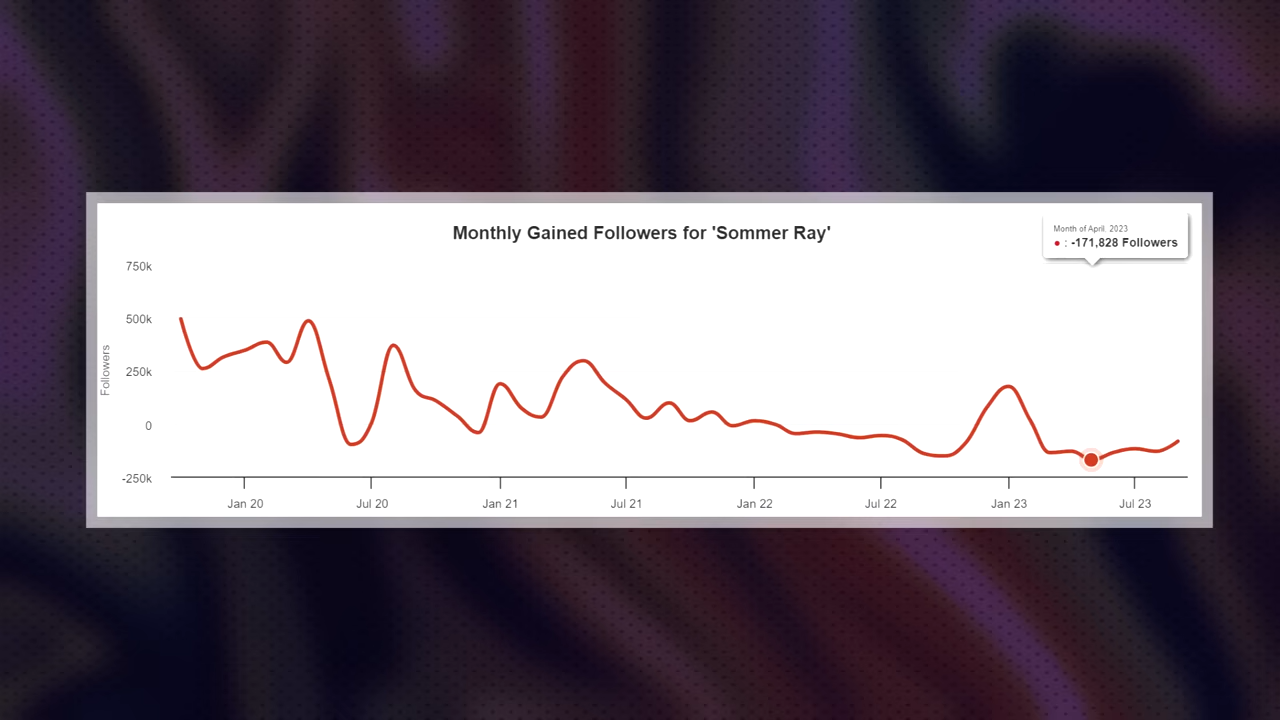 Monthly Gained Followers for 'Sommer Ray'
Month of April. 2023
● : -171,828 Followers
Followers
750k
500k
250k
0
-250k
Jan 20 Jul 20 Jan 21 Jul 21 Jan 22 Jul 22 Jan 23 Jul 23